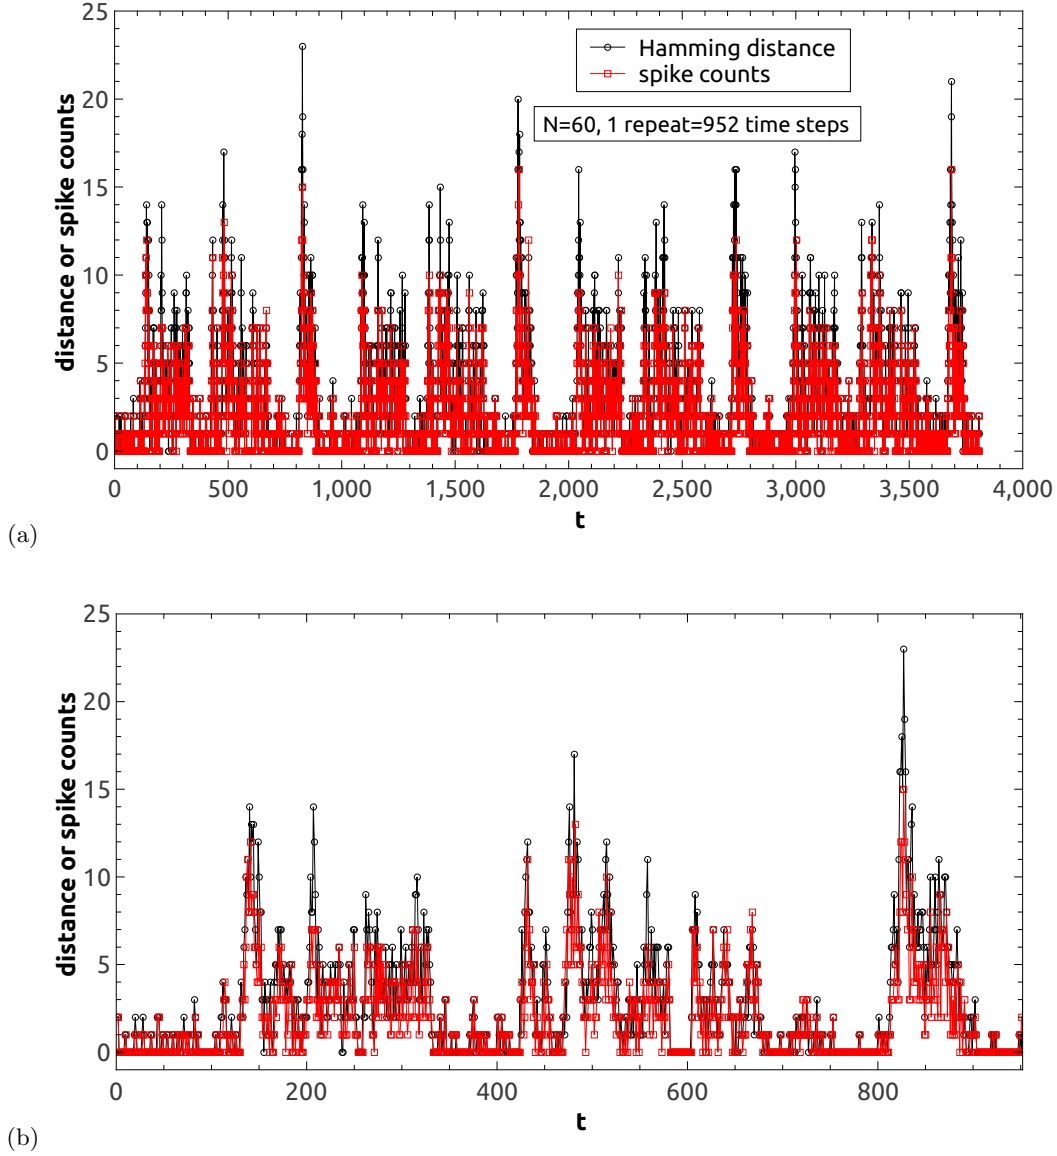 25
20
15
10
5
0
distance or spike counts
Hamming distance
spike counts
N=60, 1 repeat=952 time steps
0 500 1,000 1,500 2,000 2,500 3,000 3,500 4,000
t
(a)
25
20
15
10
5
0
distance or spike counts
0 200 400 600 800
t
(b)